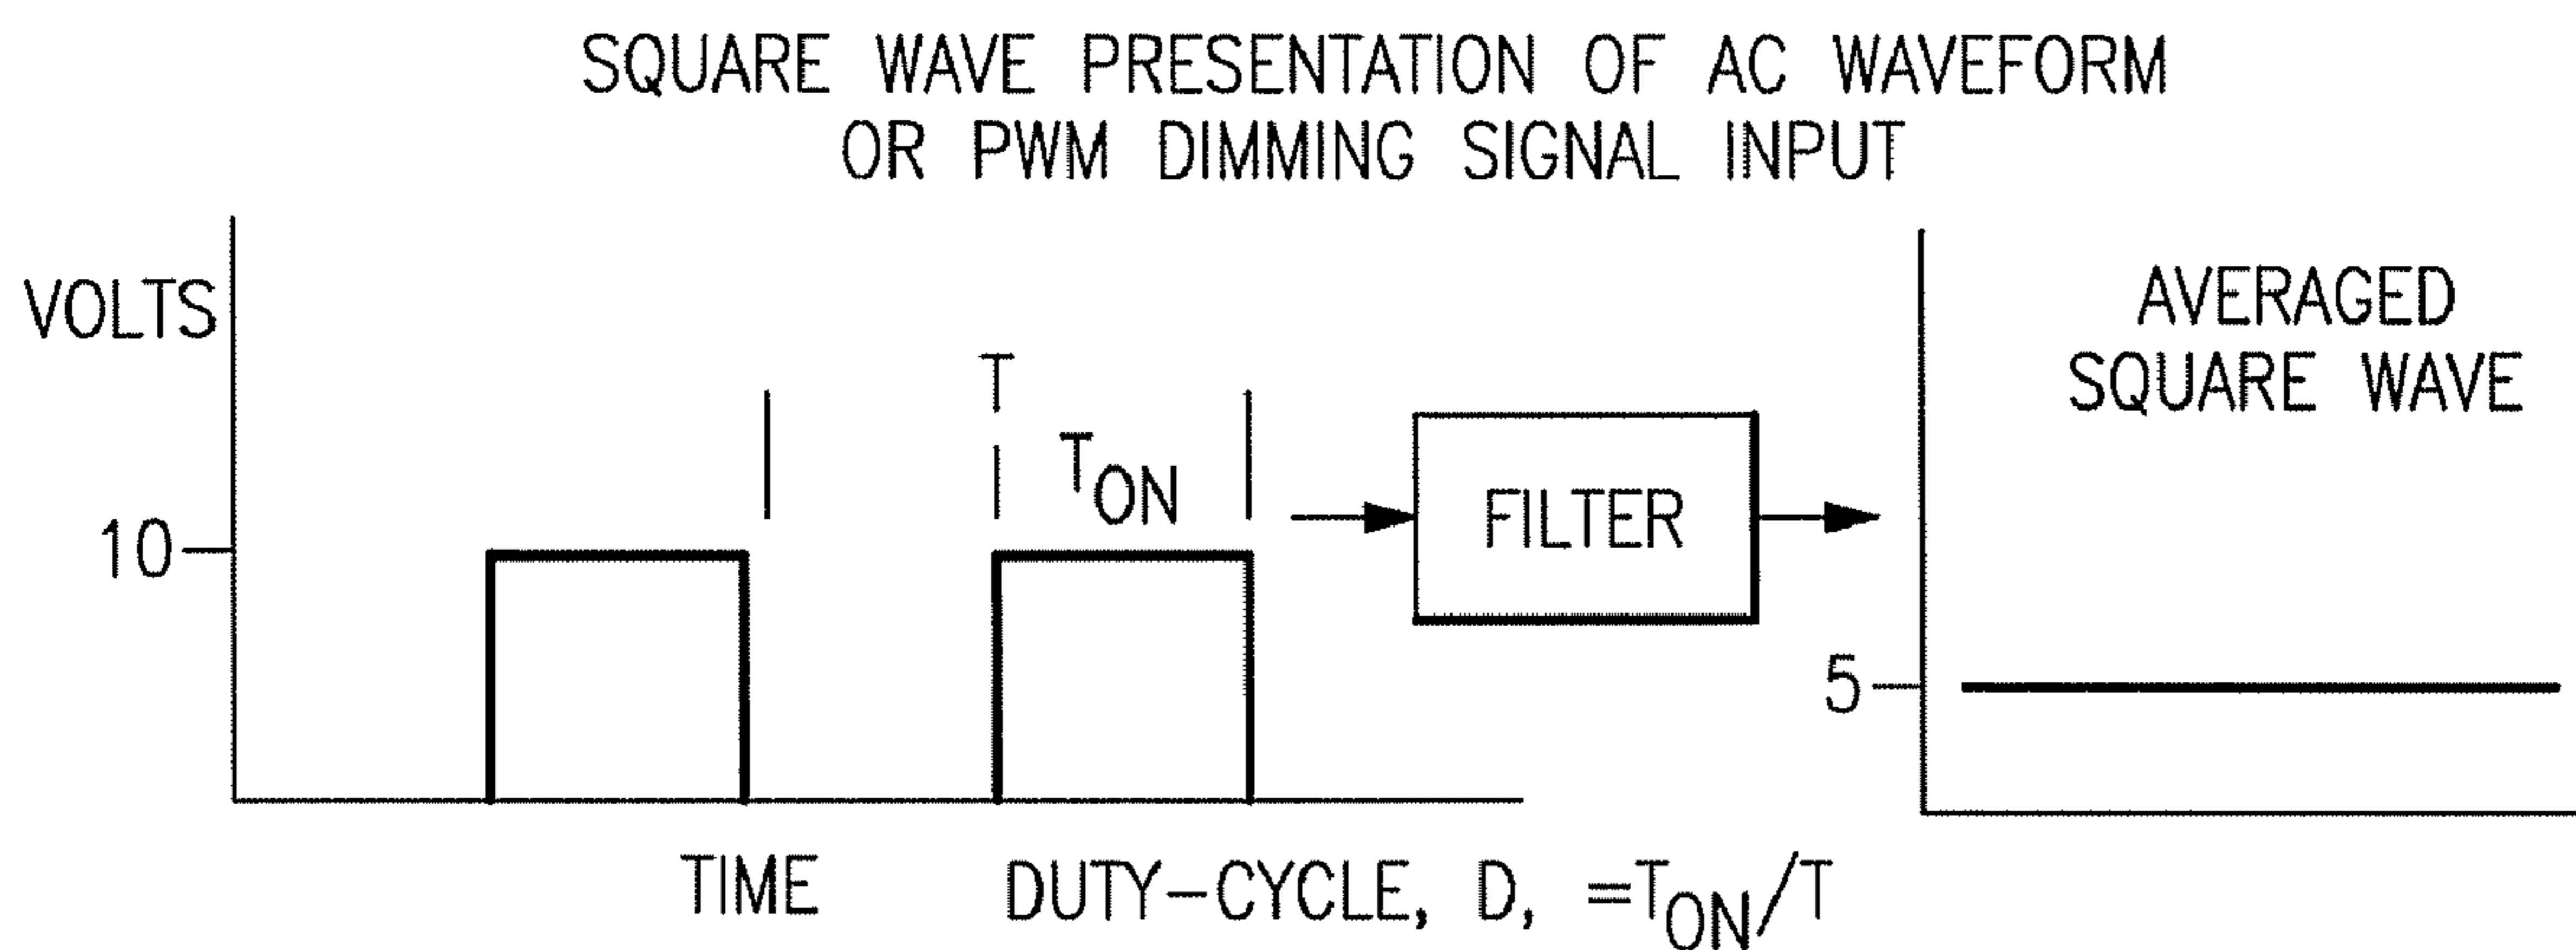 SQUARE WAVE PRESENTATION OF AC WAVEFORM
OR PWM DIMMING SIGNAL INPUT
VOLTS
AVERAGED
SQUARE WAVE
T
TON
FILTER
10
5
TIME
DUTY-CYCLE, D, =TON/T